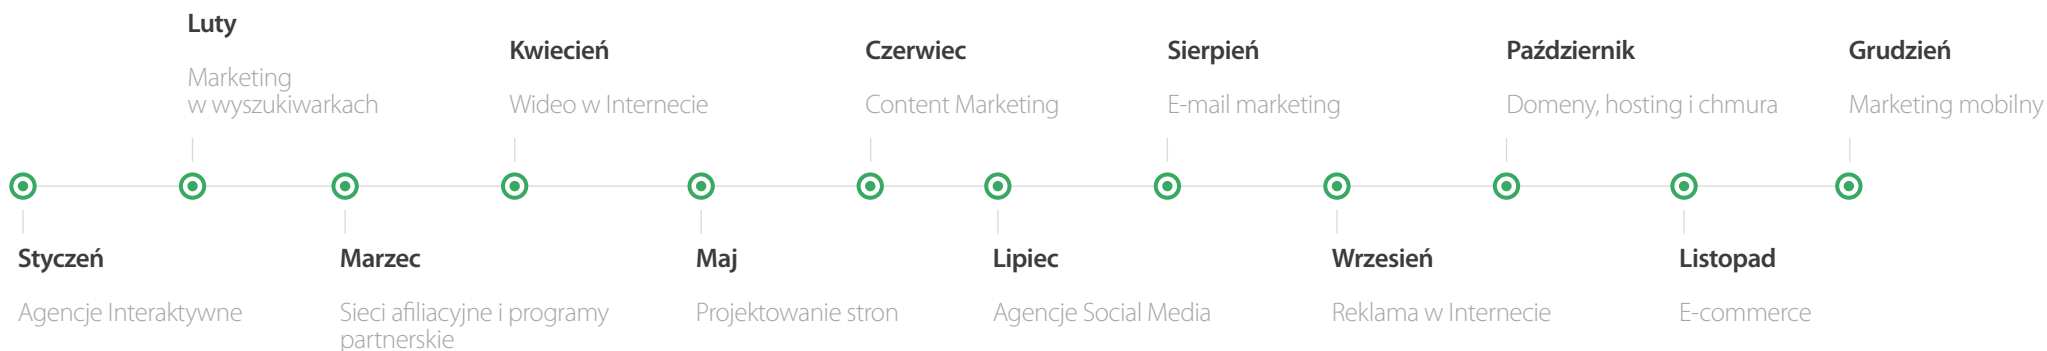 Luty
Marketing
w wyszukiwarkach
Kwiecień
Wideo w Internecie
Czerwiec
Content Marketing
Sierpień
E-mail marketing
Październik
Domeny, hosting i chmura
Grudzień
Marketing mobilny
Styczeń
Agencje Interaktywne
Marzec
Sieci afiliacyjne i programy
partnerskie
Maj
Projektowanie stron
Lipiec
Agencje Social Media
Wrzesień
Reklama w Internecie
Listopad
E-commerce